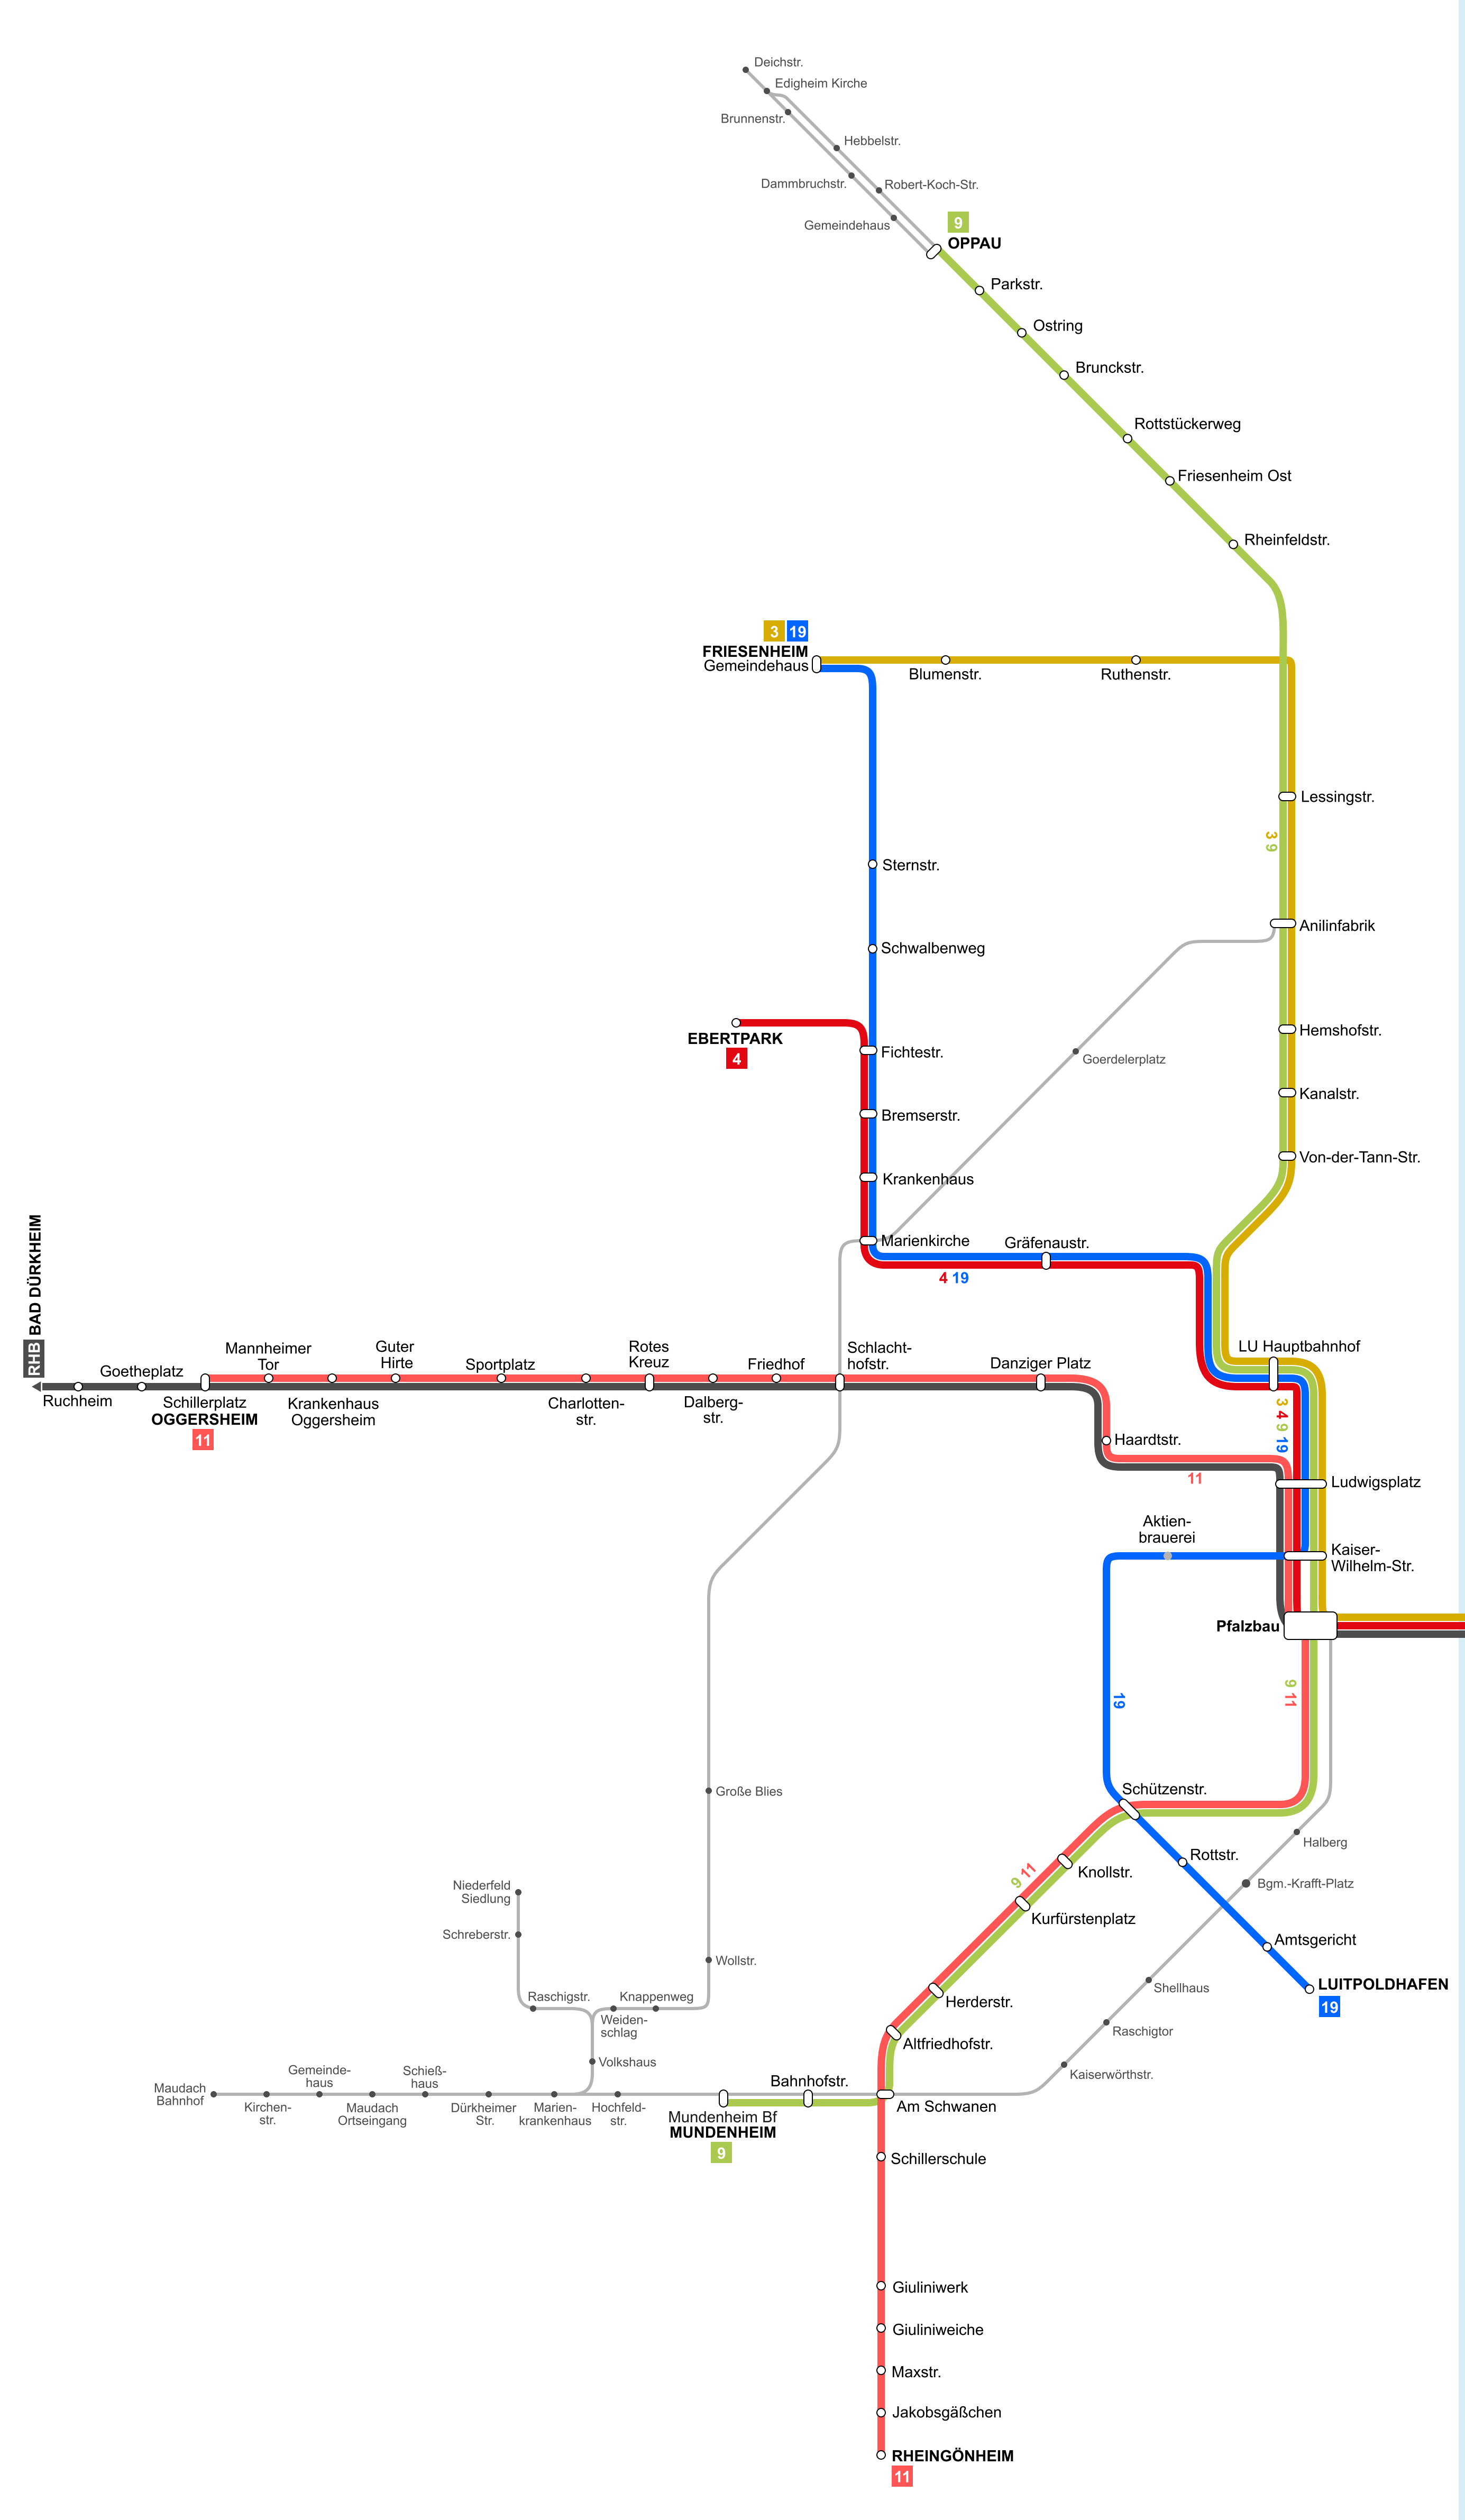 Deichstr.
Edigheim Kirche
Brunnenstr.
Hebbelstr.
Dammbruchstr.
Robert-Koch-Str.
Gemeindehaus
9
OPPAU
Parkstr.
Ostring
Brunckstr.
Rottstückerweg
Friesenheim Ost
Rheinfeldstr.
3 19
FRIESENHEIM
Gemeindehaus
Blumenstr.
Ruthenstr.
Lessingstr.
3 9
Sternstr.
Anilinfabrik
Schwalbenweg
EBERTPARK
4
Fichtestr.
Goerdelerplatz
Hemshofstr.
Kanalstr.
Bremserstr.
Von-der-Tann-Str.
Krankenhaus
Marienkirche
Gräfenaustr.
4 19
RHB BAD DÜRKHEIM
Ruchheim
Goetheplatz
Schillerplatz
OGGERSHEIM
11
Mannheimer
Tor
Krankenhaus
Oggersheim
Guter
Hirte
Sportplatz
Charlotten-
str.
Rotes
Kreuz
Dalberg-
str.
Friedhof
Schlacht-
hofstr.
Danziger Platz
LU Hauptbahnhof
3 4 9 19
Haardtstr.
11
Ludwigsplatz
Aktien-
brauerei
Kaiser-
Wilhelm-Str.
Pfalzbau
19
9
11
Schützenstr.
Große Blies
Halberg
Rottstr.
Knollstr.
9 11
Bgm.-Krafft-Platz
Niederfeld
Siedlung
Kurfürstenplatz
Schreberstr.
Amtsgericht
Wollstr.
LUITPOLDHAFEN
19
Shellhaus
Raschigstr.
Knappenweg
Weiden-
schlag
Herderstr.
Raschigtor
Altfriedhofstr.
Volkshaus
Kaiserwörthstr.
Maudach
Bahnhof
Kirchen-
str.
Gemeinde-
haus
Maudach
Ortseingang
Schieß-
haus
Dürkheimer
Str.
Marien-
krankenhaus
Hochfeld-
str.
Bahnhofstr.
Am Schwanen
Mundenheim Bf
MUNDENHEIM
9
Schillerschule
Giuliniwerk
Giuliniweiche
Maxstr.
Jakobsgäßchen
RHEINGÖNHEIM
11